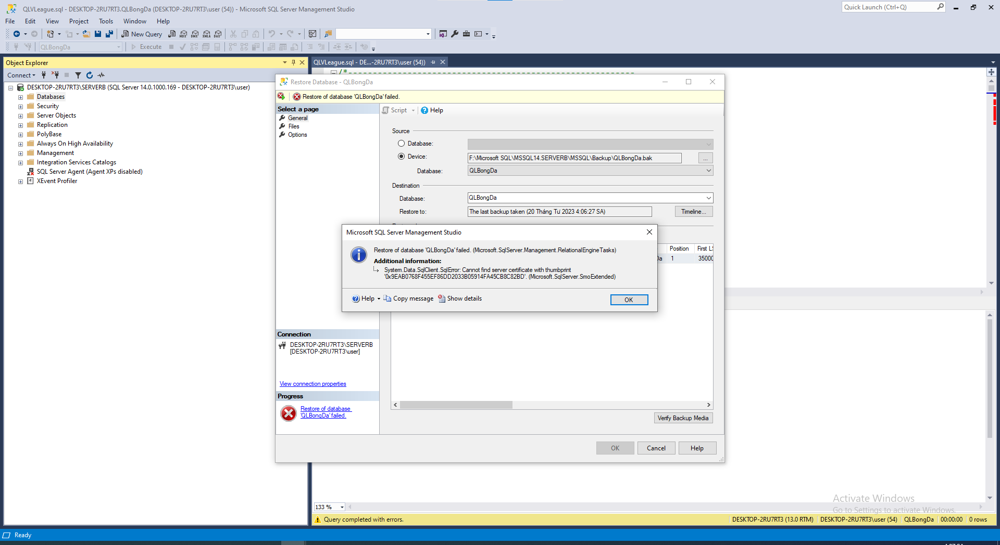 QLVLeague.sql - DESKTOP-2RU7RT3.QLBongDa (DESKTOP-2RU7RT3\user (54)) - Microsoft SQL Server Management Studio
Quick Launch (Ctrl+Q)
File Edit View Project Tools Window Help
New Query MDX DMX XMLA DAX
QLBongDa
Execute
Object Explorer
QLVLeague.sql - DE...-2RU7RT3\user (54))
Connect
/*
DESKTOP-2RU7RT3\SERVERB (SQL Server 14.0.1000.169 - DESKTOP-2RU7RT3\user)
Databases
Security
Server Objects
Replication
PolyBase
Always On High Availability
Management
Integration Services Catalogs
SQL Server Agent (Agent XPs disabled)
XEvent Profiler
Restore Database - QLBongDa
Restore of database 'QLBongDa' failed.
Select a page
General
Files
Options
Script
Help
Source
Database:
Device:
F:\Microsoft SQL\MSSQL14.SERVERB\MSSQL\Backup\QLBongDa.bak
...
Database:
QLBongDa
Destination
Database:
QLBongDa
Restore to:
The last backup taken (20 Tháng Tư 2023 4:06:27 SA)
Timeline...
Position
First LS
Da
1
35000
Microsoft SQL Server Management Studio
Restore of database 'QLBongDa' failed. (Microsoft.SqlServer.Management.RelationalEngineTasks)
Additional information:
System.Data.SqlClient.SqlError: Cannot find server certificate with thumbprint
'0x9EAB0768F455EF86DD2033B05914FA45CB8C82BD'. (Microsoft.SqlServer.SmoExtended)
Help
Copy message
Show details
OK
Connection
DESKTOP-2RU7RT3\SERVERB
[DESKTOP-2RU7RT3\user]
View connection properties
Progress
Restore of database
'QLBongDa' failed.
Verify Backup Media
OK
Cancel
Help
133 %
Activate Windows
Go to Settings to activate Windows.
Query completed with errors.
DESKTOP-2RU7RT3 (13.0 RTM)
DESKTOP-2RU7RT3\user (54)
QLBongDa
00:00:00
0 rows
Ready